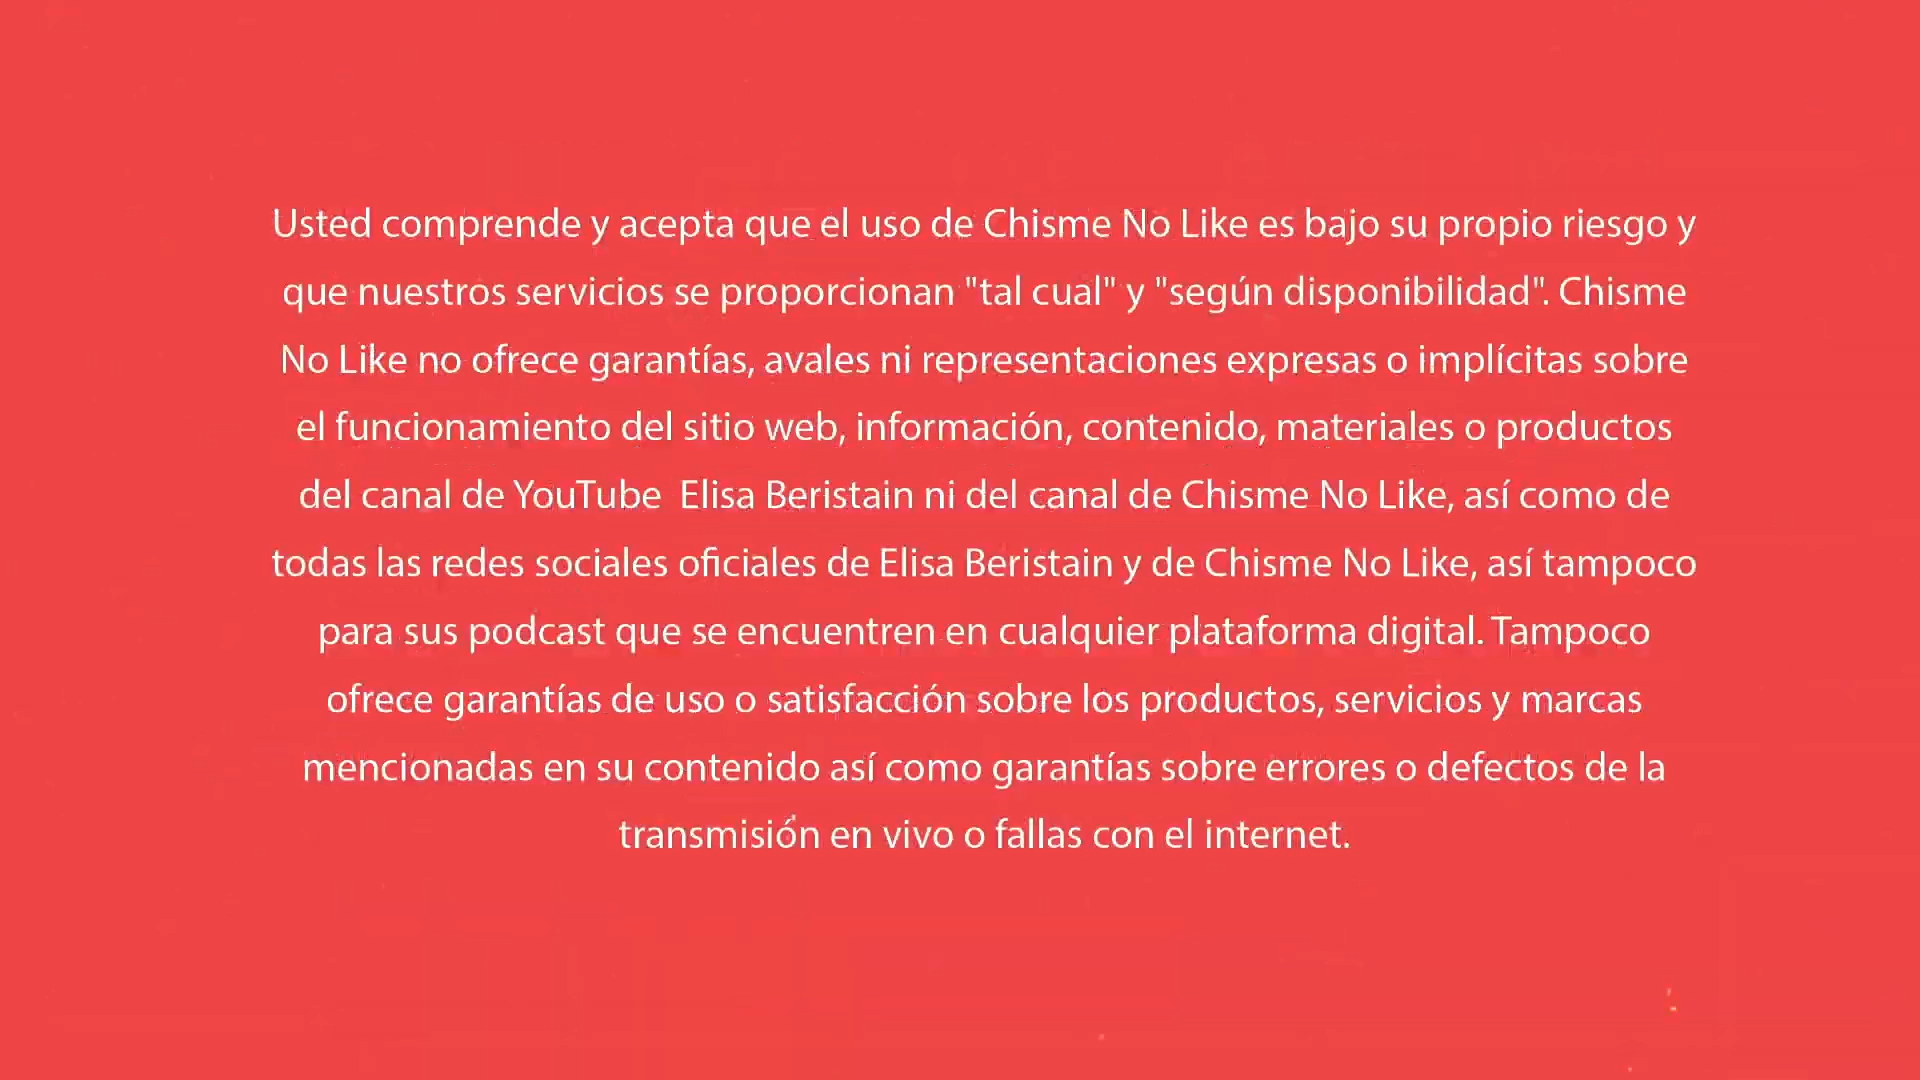 Usted comprende y acepta que el uso de Chisme No Like es bajo su propio riesgo y
que nuestros servicios se proporcionan "tal cual" y "según disponibilidad". Chisme
No Like no ofrece garantías, avales ni representaciones expresas o implícitas sobre
el funcionamiento del sitio web, información, contenido, materiales o productos
del canal de YouTube Elisa Beristain ni del canal de Chisme No Like, así como de
todas las redes sociales oficiales de Elisa Beristain y de Chisme No Like, así tampoco
para sus podcast que se encuentren en cualquier plataforma digital. Tampoco
ofrece garantías de uso o satisfacción sobre los productos, servicios y marcas
mencionadas en su contenido así como garantías sobre errores o defectos de la
transmisión en vivo o fallas con el internet.